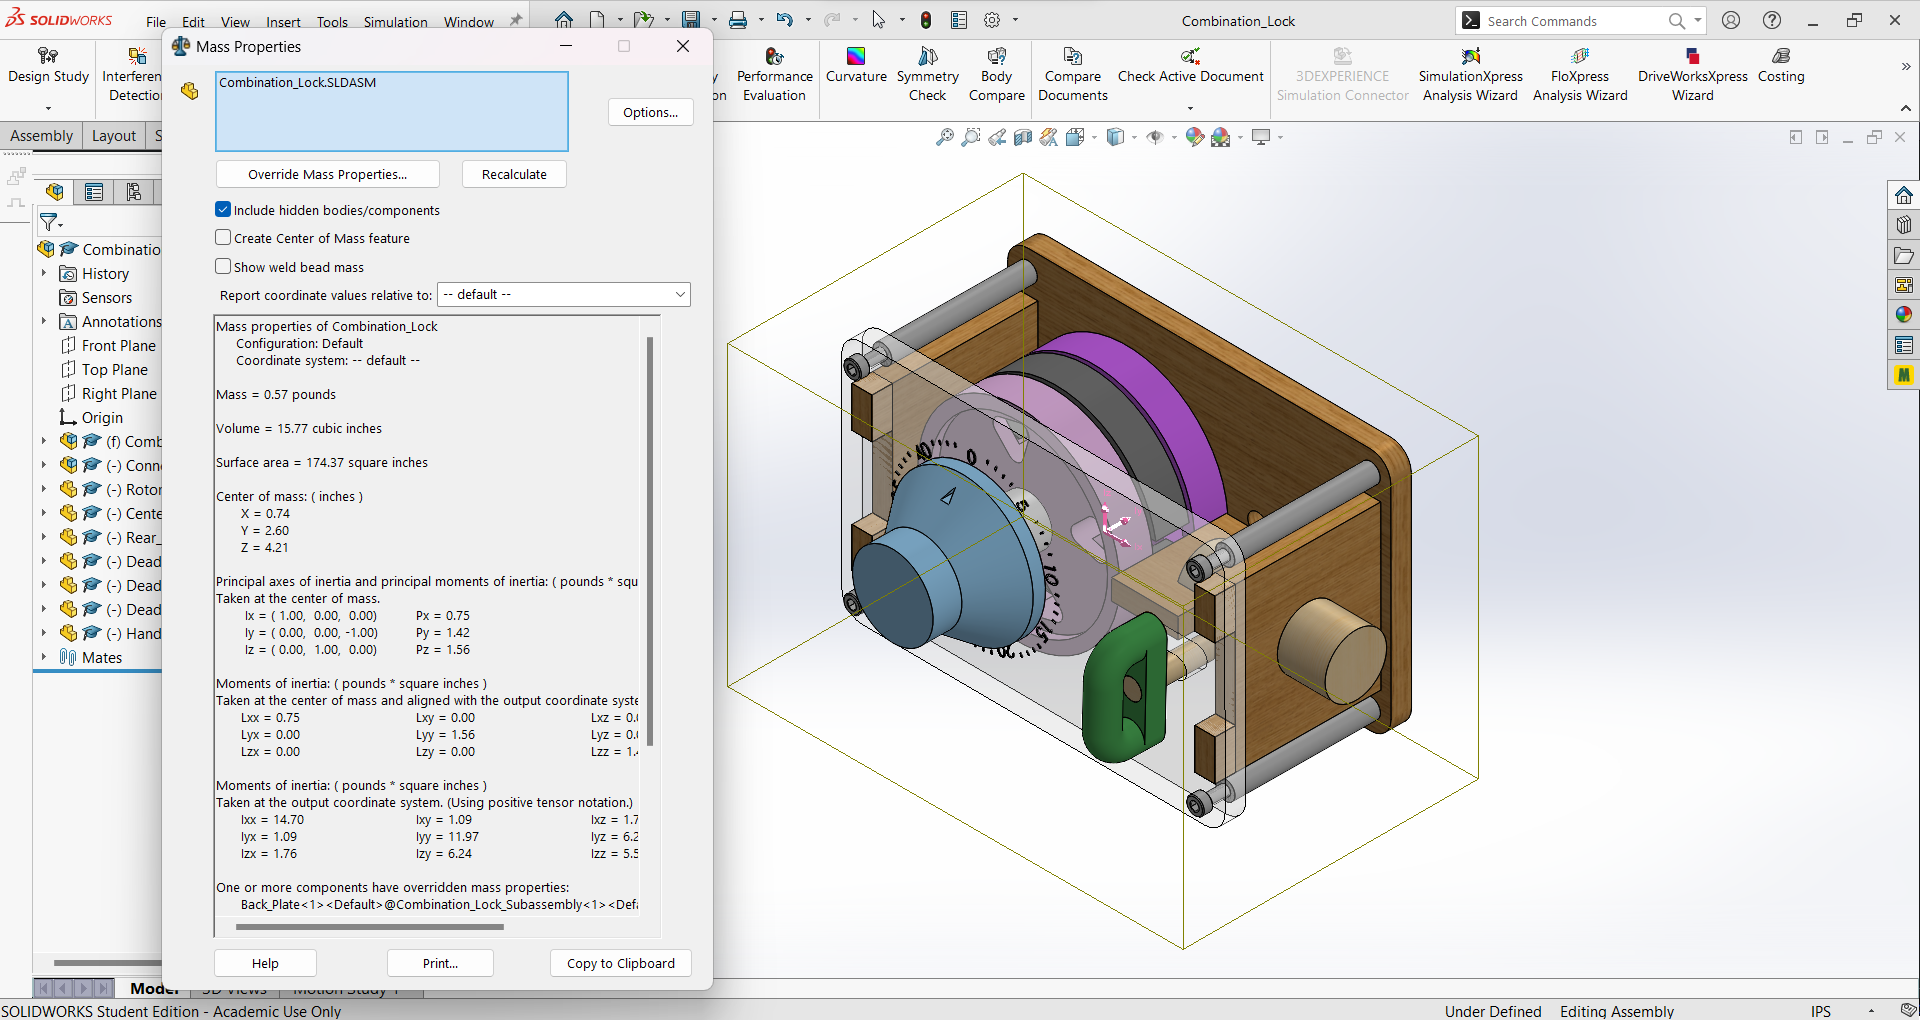 SOLIDWORKS
File Edit View Insert Tools Simulation Window
Combination_Lock
Search Commands
Design Study
Interferen
Detectio
Performance
Evaluation
Curvature
Symmetry
Check
Body
Compare
Compare
Documents
Check Active Document
3DEXPERIENCE
Simulation Connector
SimulationXpress
Analysis Wizard
FloXpress
Analysis Wizard
DriveWorksXpress
Wizard
Costing
Assembly Layout S
Combinatio
History
Sensors
Annotations
Front Plane
Top Plane
Right Plane
Origin
(f) Comb
(-) Conn
(-) Rotor
(-) Cente
(-) Rear_
(-) Dead
(-) Dead
(-) Dead
(-) Hand
Mates
Mass Properties
Combination_Lock.SLDASM
Options...
Override Mass Properties...
Recalculate
Include hidden bodies/components
Create Center of Mass feature
Show weld bead mass
Report coordinate values relative to: -- default --
Mass properties of Combination_Lock
Configuration: Default
Coordinate system: -- default --
Mass = 0.57 pounds
Volume = 15.77 cubic inches
Surface area = 174.37 square inches
Center of mass: ( inches )
X = 0.74
Y = 2.60
Z = 4.21
Principal axes of inertia and principal moments of inertia: ( pounds * squ
Taken at the center of mass.
Ix = ( 1.00, 0.00, 0.00) Px = 0.75
Iy = ( 0.00, 0.00, -1.00) Py = 1.42
Iz = ( 0.00, 1.00, 0.00) Pz = 1.56
Moments of inertia: ( pounds * square inches )
Taken at the center of mass and aligned with the output coordinate syste
Lxx = 0.75 Lxy = 0.00 Lxz = 0.0
Lyx = 0.00 Lyy = 1.56 Lyz = 0.0
Lzx = 0.00 Lzy = 0.00 Lzz = 1.4
Moments of inertia: ( pounds * square inches )
Taken at the output coordinate system. (Using positive tensor notation.)
Ixx = 14.70 Ixy = 1.09 Ixz = 1.7
Iyx = 1.09 Iyy = 11.97 Iyz = 6.2
Izx = 1.76 Izy = 6.24 Izz = 5.5
One or more components have overridden mass properties:
Back_Plate<1><Default>@Combination_Lock_Subassembly<1><Defa
Help
Print...
Copy to Clipboard
0
5
10
15
20
M
Model 3D Views Motion Study 1
SOLIDWORKS Student Edition - Academic Use Only
Under Defined Editing Assembly IPS